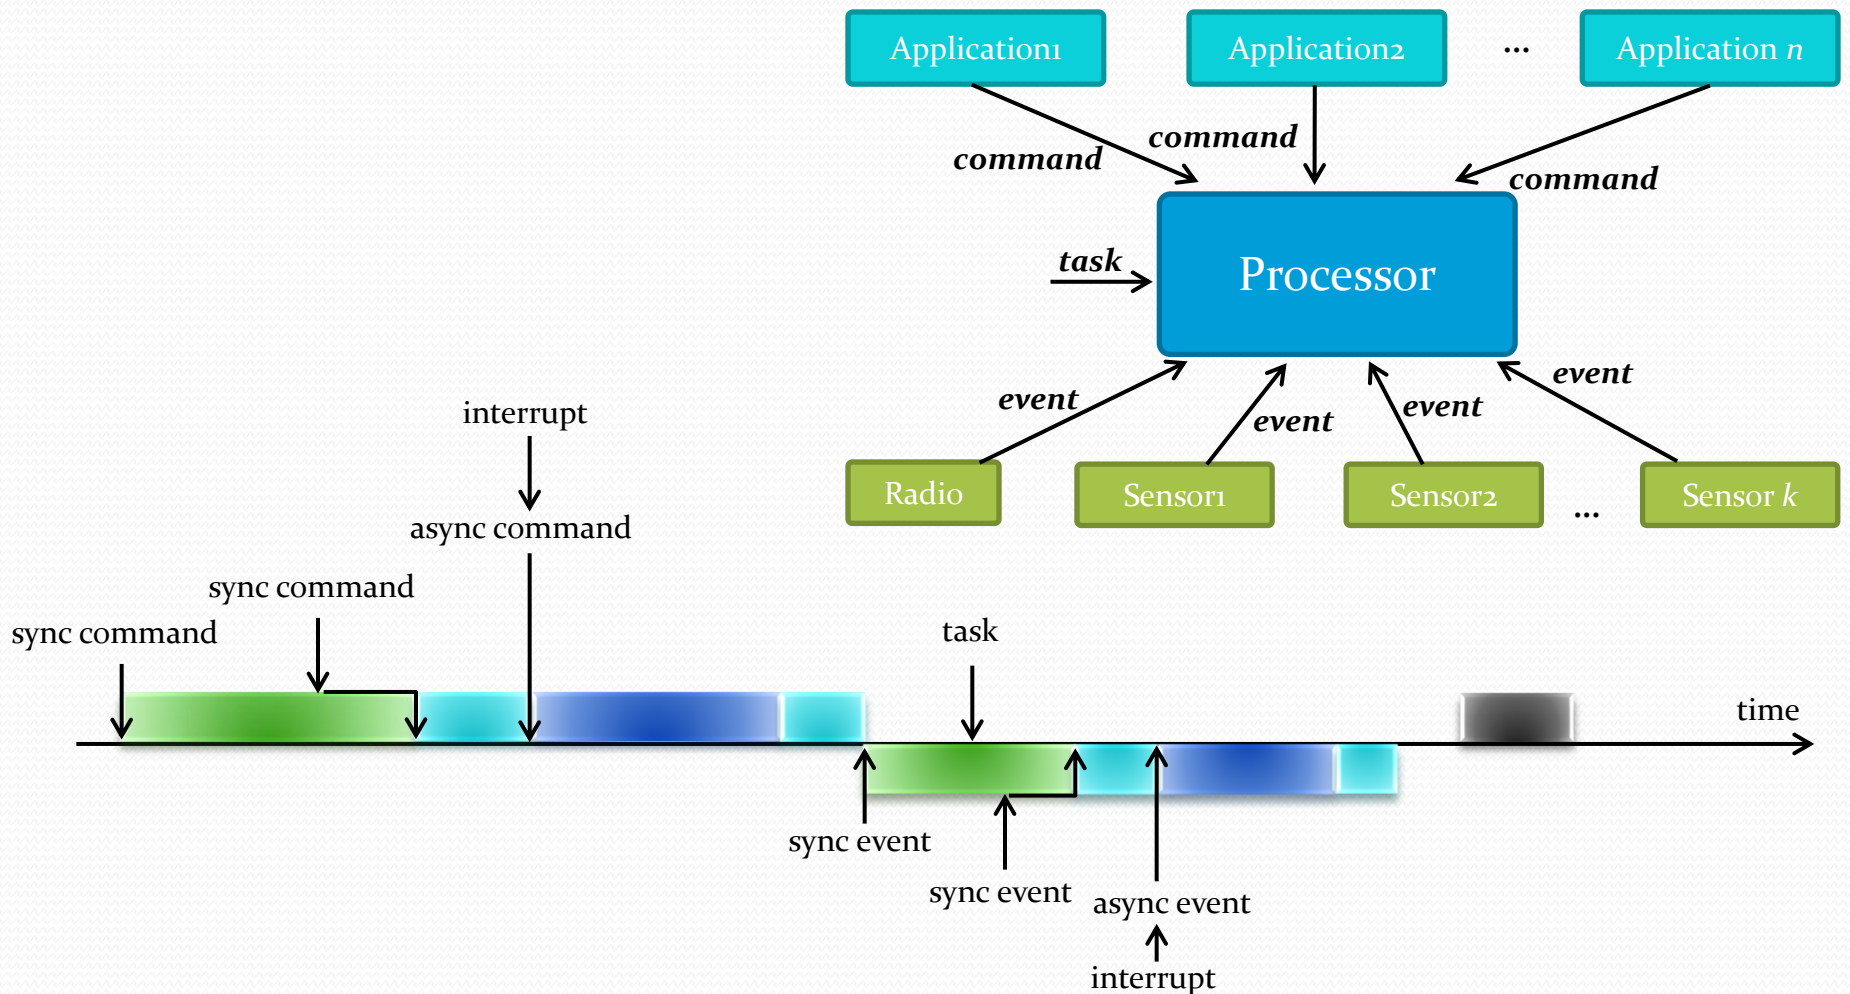 Application1
Application2
...
Application n
command
command
command
task
Processor
event
event
event
event
Radio
Sensor1
Sensor2
...
Sensor k
interrupt
async command
sync command
sync command
task
time
sync event
sync event
async event
interrupt